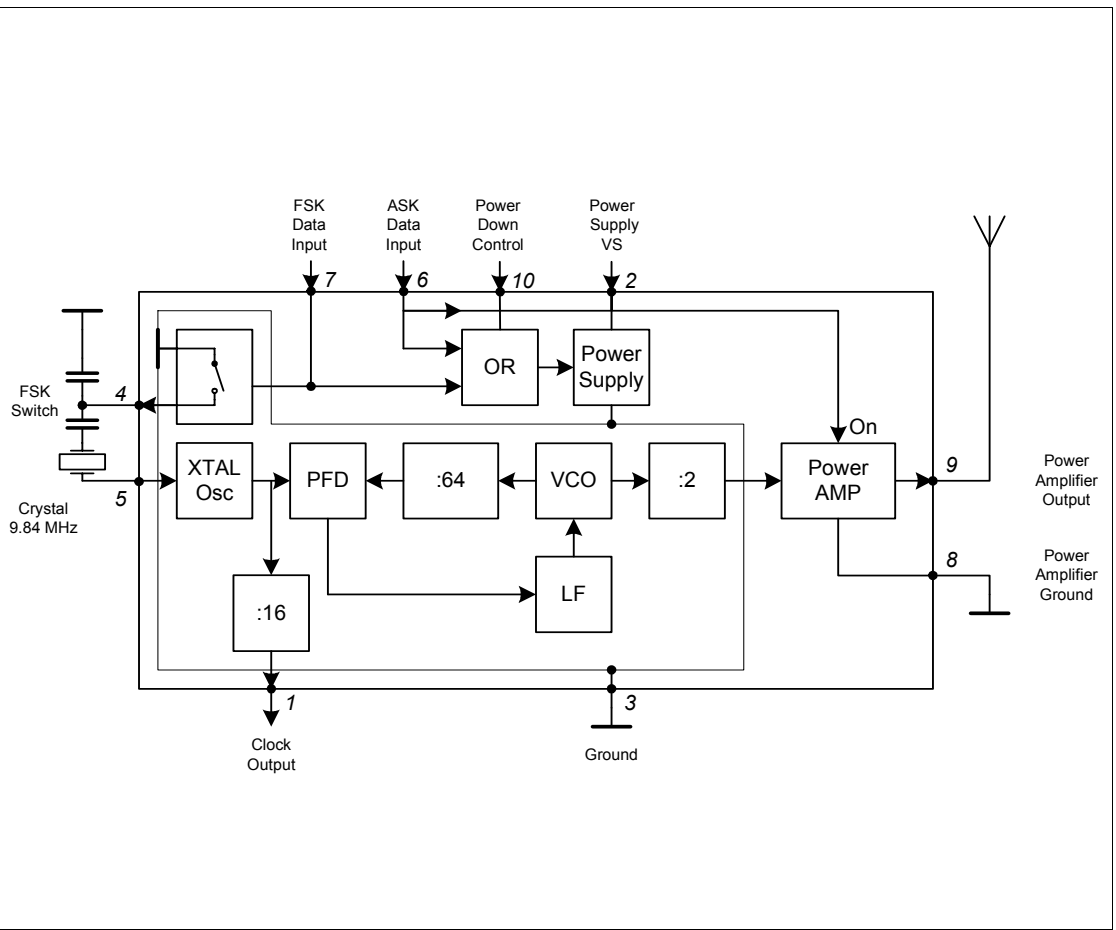 FSK
Data
Input
ASK
Data
Input
Power
Down
Control
Power
Supply
VS
7
6
10
2
OR
Power
Supply
FSK
Switch
4
On
XTAL
Osc
PFD
:64
VCO
:2
Power
AMP
9
Power
Amplifier
Output
5
Crystal
9.84 MHz
:16
LF
8
Power
Amplifier
Ground
1
3
Clock
Output
Ground